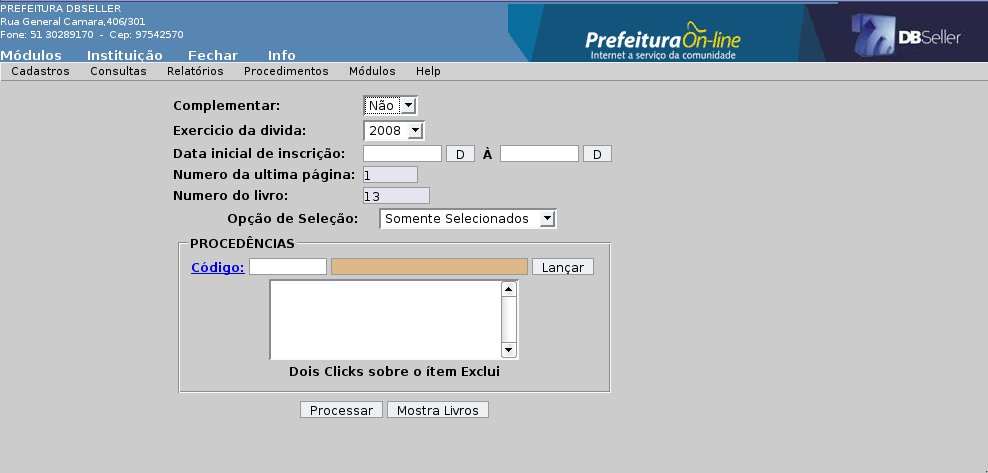 PREFEITURA DBSELLER
Rua General Camara,406/301
Fone: 51 30289170 - Cep: 97542570
PrefeituraOn-line
Internet a serviço da comunidade
DBSeller
Módulos Instituição Fechar Info
Cadastros Consultas Relatórios Procedimentos Módulos Help
Complementar: Não
Exercicio da divida: 2008
Data inicial de inscrição: D À D
Numero da ultima página: 1
Numero do livro: 13
Opção de Seleção: Somente Selecionados
PROCEDÊNCIAS
Código: Lançar
Dois Clicks sobre o ítem Exclui
Processar Mostra Livros